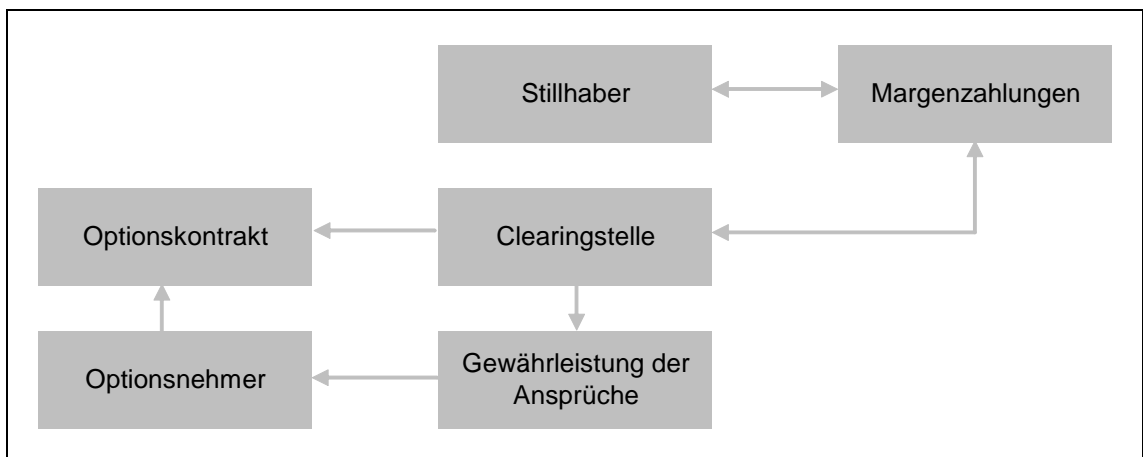 Stillhaber
Margenzahlungen
Optionskontrakt
Clearingstelle
Optionsnehmer
Gewährleistung der
Ansprüche